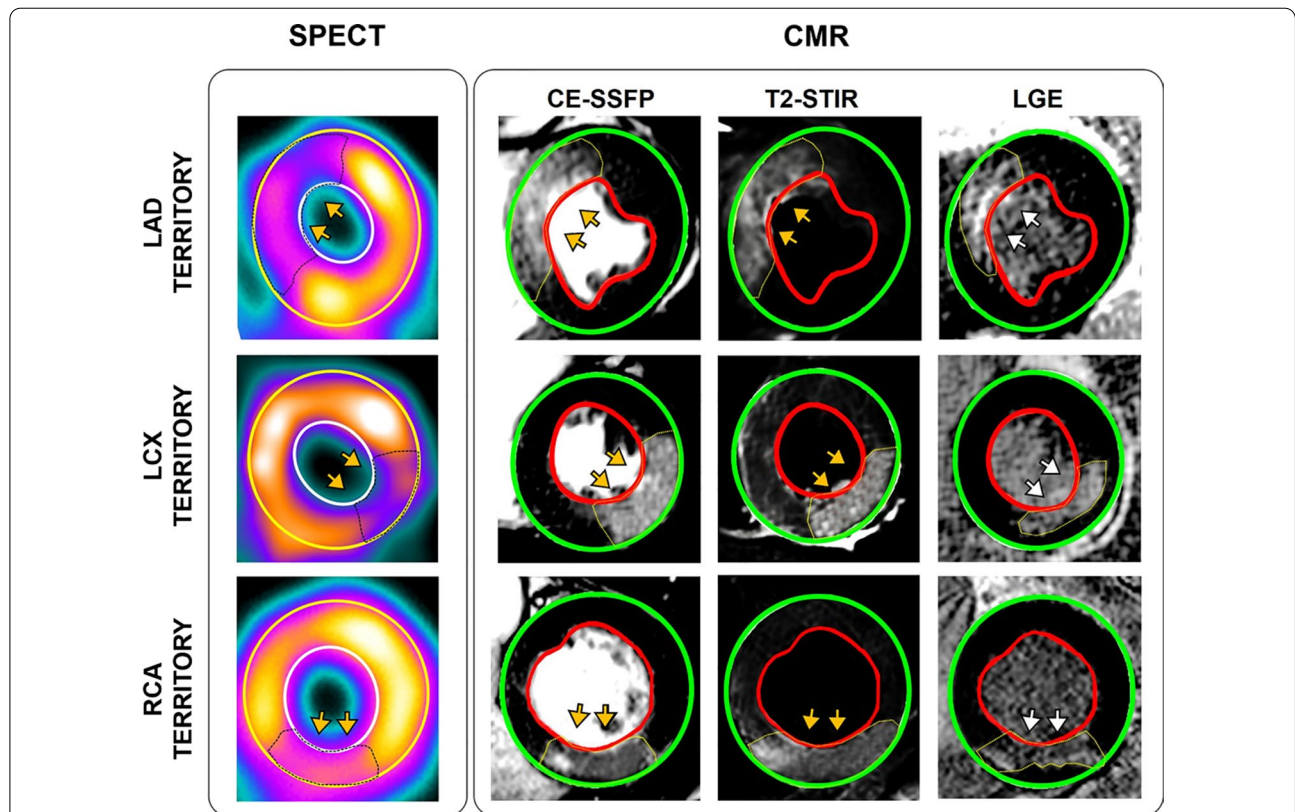 SPECT
CMR
CE-SSFP
T2-STIR
LGE
LAD
TERRITORY
LCX
TERRITORY
RCA
TERRITORY